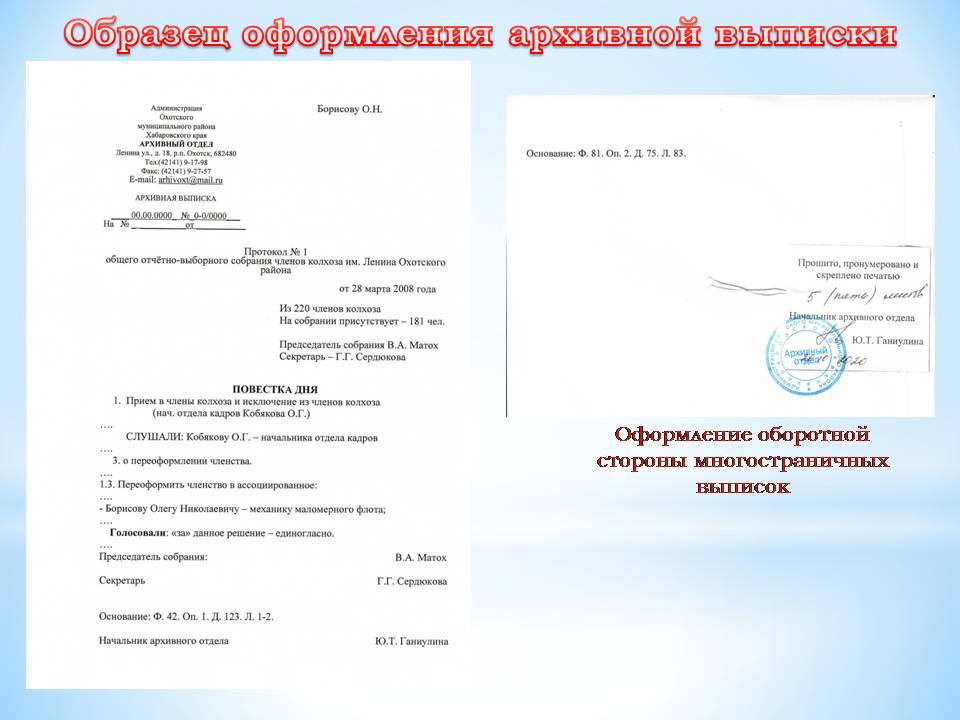 Образец оформления архивной выписки
Администрация
Охотского
муниципального района
Хабаровского края
АРХИВНЫЙ ОТДЕЛ
Ленина ул., д. 18, р.п. Охотск, 682480
Тел.(42141) 9-17-98
Факс: (42141) 9-27-57
E-mail: arhivoxt@mail.ru
АРХИВНАЯ ВЫПИСКА
____00.00.0000_ №_0-0/0000___
На № _____________от____________
Борисову О.Н.
Протокол № 1
общего отчётно-выборного собрания членов колхоза им. Ленина Охотского
района
от 28 марта 2008 года
Из 220 членов колхоза
На собрании присутствует – 181 чел.
Председатель собрания В.А. Матох
Секретарь – Г.Г. Сердюкова
ПОВЕСТКА ДНЯ
1. Прием в члены колхоза и исключение из членов колхоза
(нач. отдела кадров Кобякова О.Г.)
....
СЛУШАЛИ: Кобякову О.Г. – начальника отдела кадров
....
3. о переоформлении членства.
....
1.3. Переоформить членство в ассоциированное:
....
- Борисову Олегу Николаевичу – механику маломерного флота;
....
Голосовали: «за» данное решение – единогласно.
....
Председатель собрания: В.А. Матох
Секретарь Г.Г. Сердюкова
Основание: Ф. 42. Оп. 1. Д. 123. Л. 1-2.
Начальник архивного отдела Ю.Т. Ганиулина
Основание: Ф. 81. Оп. 2. Д. 75. Л. 83.
Прошито, пронумеровано и
скреплено печатью
5 (пять) листов
Начальник архивного отдела
Ю.Т. Ганиулина
Архивный
отдел
Оформление оборотной
стороны многостраничных
выписок